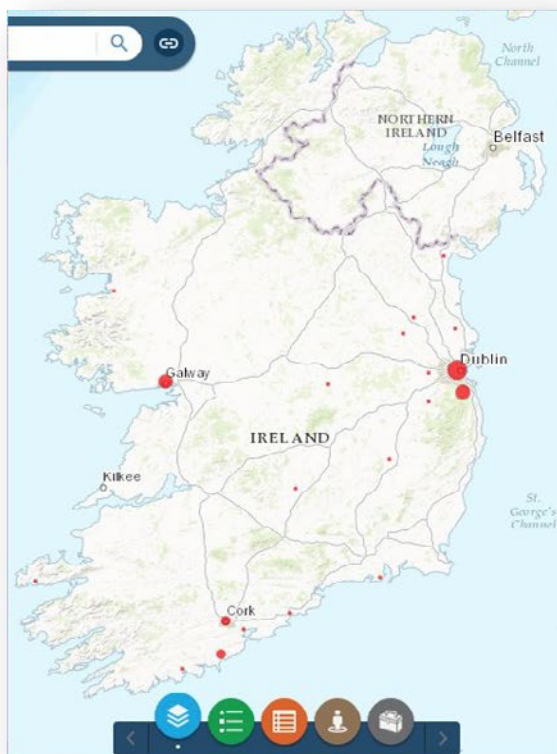 North
Channel
NORTHERN
IRELAND
Belfast
Lough
Neagh
Dublin
Galway
IRELAND
Kilkee
St.
George's
Channel
Cork